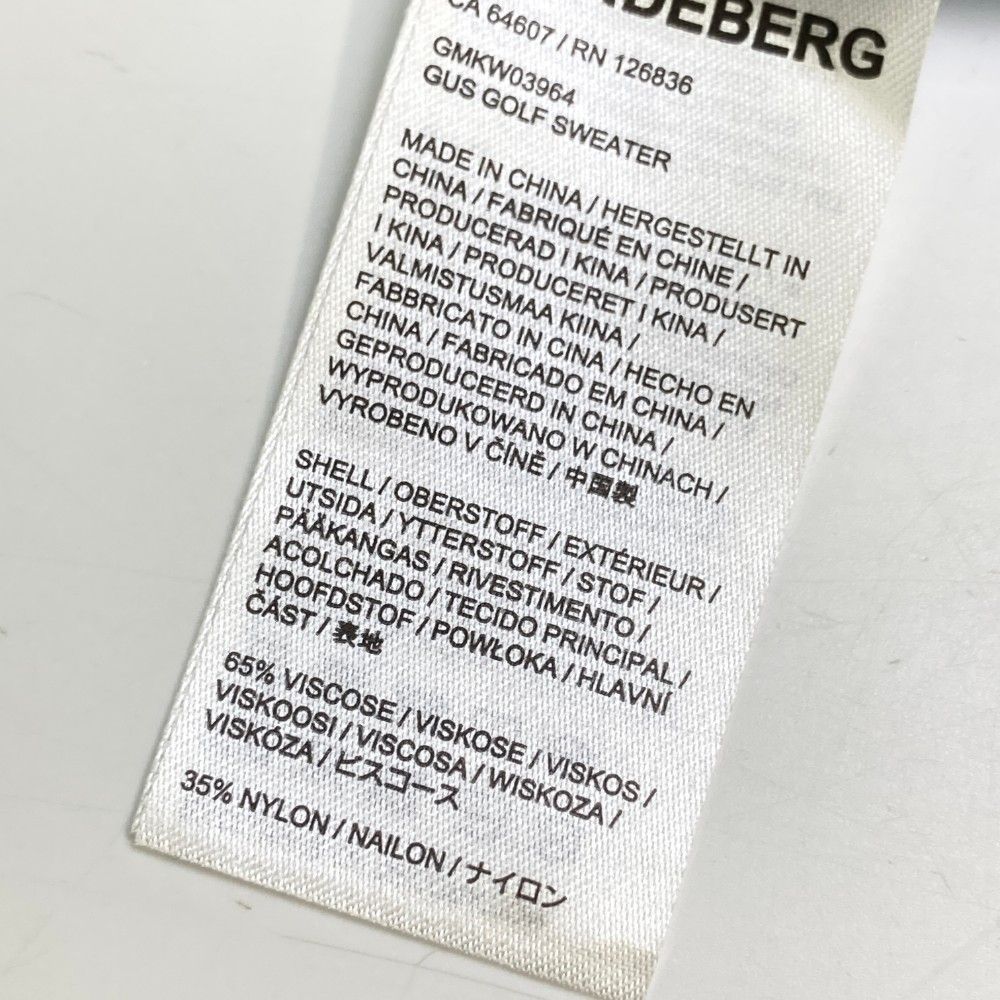 DEBERG
CA 64607 / RN 126836
GMKW03964
GUS GOLF SWEATER
MADE IN CHINA / HERGESTELLT IN
CHINA / FABRIQUÉ EN CHINE /
PRODUCERAD I KINA / PRODUSERT
I KINA / PRODUCERET I KINA /
VALMISTUSMAA KIINA /
FABBRICATO IN CINA / HECHO EN
CHINA / FABRICADO EM CHINA /
GEPRODUCEERD IN CHINA /
WYPRODUKOWANO W CHINACH /
VYROBENO V ČÍNĚ / 中国製
SHELL / OBERSTOFF / EXTÉRIEUR /
UTSIDA / YTTERSTOFF / STOF /
PÄÄKANGAS / RIVESTIMENTO /
ACOLCHADO / TECIDO PRINCIPAL /
HOOFDSTOF / POWŁOKA / HLAVNÍ
ČÁST / 表地
65% VISCOSE / VISKOSE / VISKOS /
VISKOOSI / VISCOSA / WISKOZA /
VISKÓZA / ビスコース
35% NYLON / NAILON / ナイロン